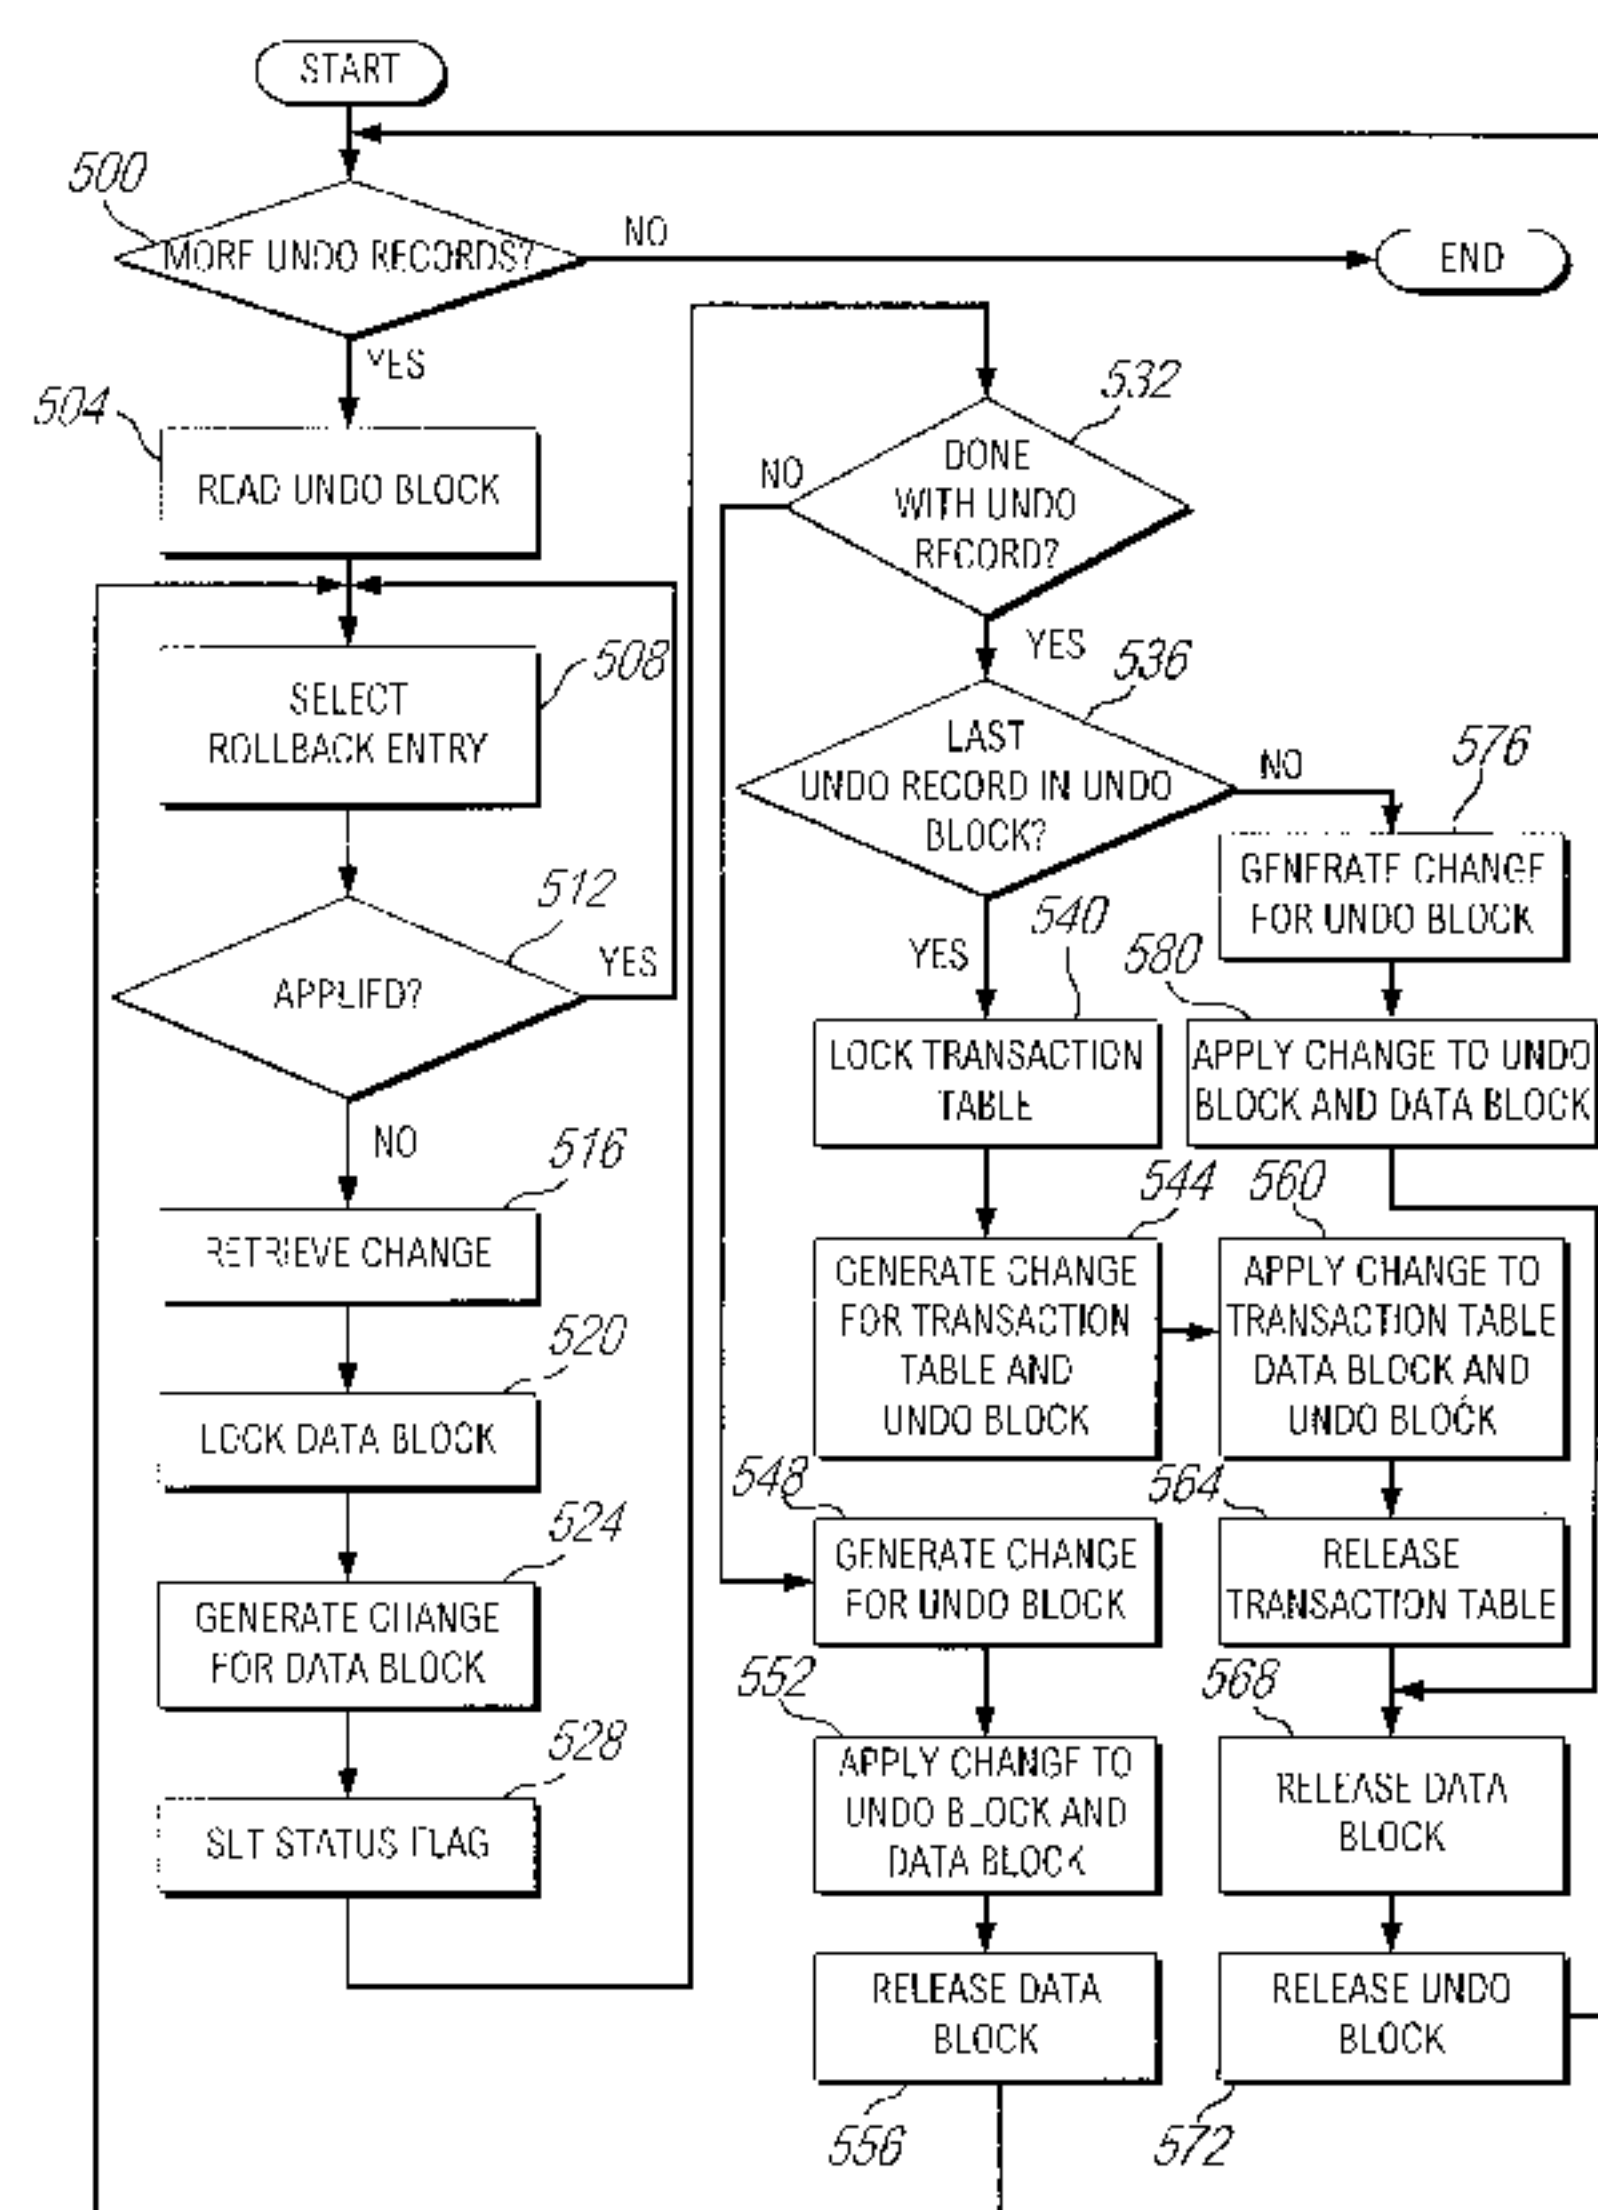 START
500
MORE UNDO RECORDS?
NO
END
YES
504
READ UNDO BLOCK
508
SELECT
ROLLBACK ENTRY
512
APPLIED?
YES
NO
516
RETRIEVE CHANGE
520
LOCK DATA BLOCK
524
GENERATE CHANGE
FOR DATA BLOCK
528
SET STATUS FLAG
532
DONE
WITH UNDO
RECORD?
NO
YES
536
LAST
UNDO RECORD IN UNDO
BLOCK?
NO
YES
540
LOCK TRANSACTION
TABLE
544
GENERATE CHANGE
FOR TRANSACTION
TABLE AND
UNDO BLOCK
548
GENERATE CHANGE
FOR UNDO BLOCK
552
APPLY CHANGE TO
UNDO BLOCK AND
DATA BLOCK
RELEASE DATA
BLOCK
556
576
GENERATE CHANGE
FOR UNDO BLOCK
580
APPLY CHANGE TO UNDO
BLOCK AND DATA BLOCK
560
APPLY CHANGE TO
TRANSACTION TABLE
DATA BLOCK AND
UNDO BLOCK
564
RELEASE
TRANSACTION TABLE
568
RELEASE DATA
BLOCK
RELEASE UNDO
BLOCK
572